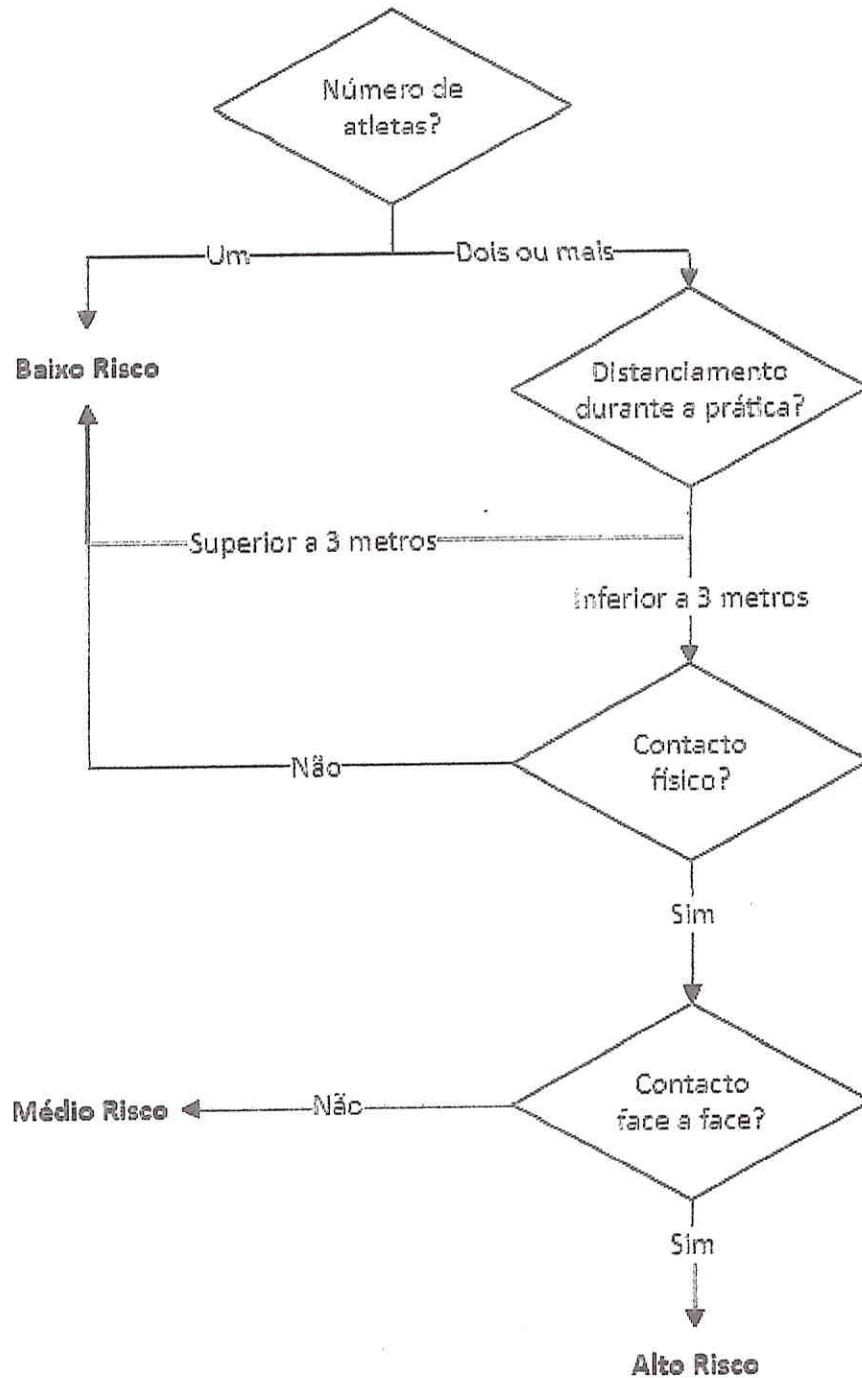 Número de
atletas?
Um
Dois ou mais
Baixo Risco
Distanciamento
durante a prática?
Superior a 3 metros
Inferior a 3 metros
Contacto
físico?
Não
Sim
Contacto
face a face?
Médio Risco
Não
Sim
Alto Risco